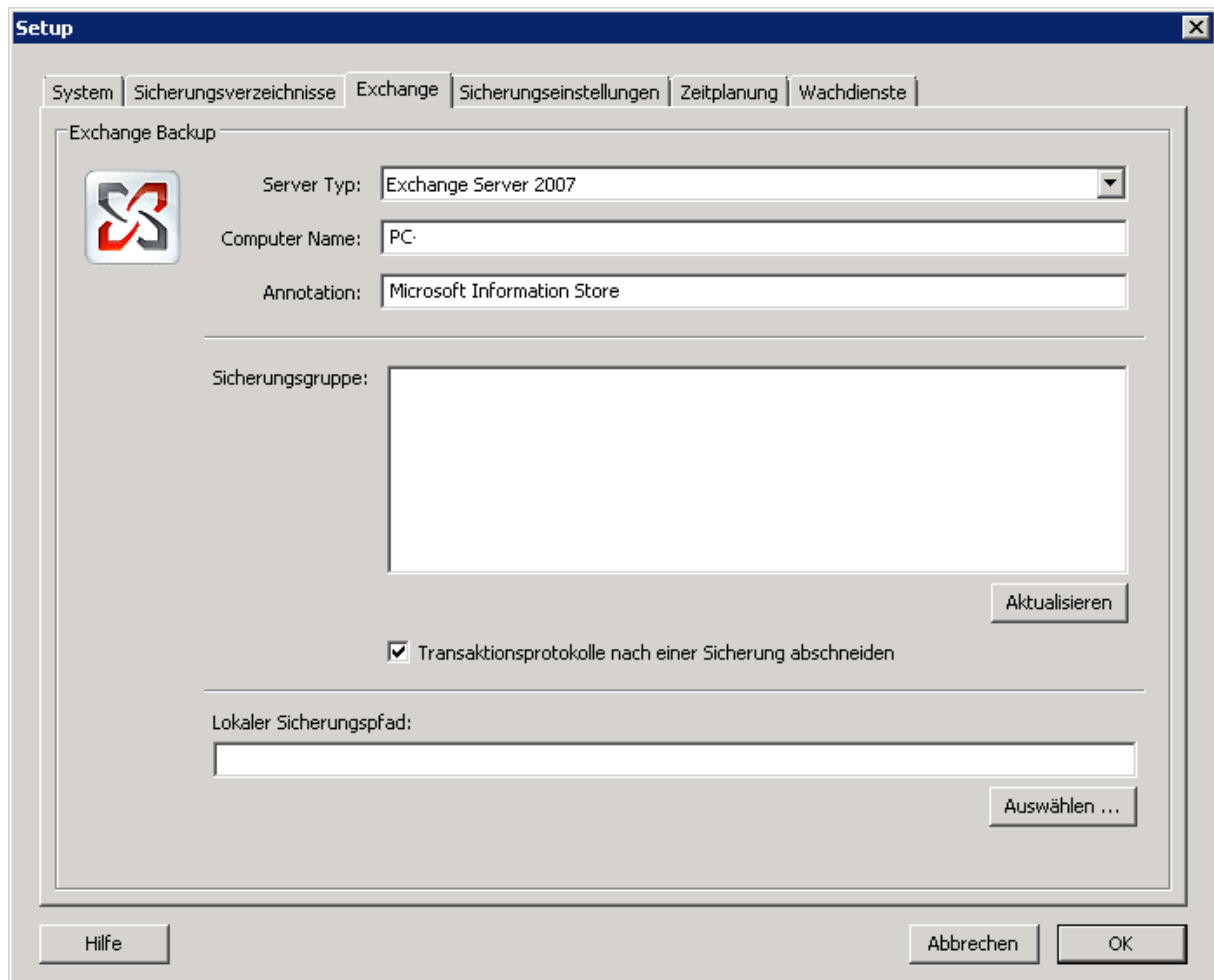 Setup
System Sicherungsverzeichnisse Exchange Sicherungseinstellungen Zeitplanung Wachdienste
Exchange Backup
Server Typ: Exchange Server 2007
Computer Name: PC-
Annotation: Microsoft Information Store
Sicherungsgruppe:
Aktualisieren
Transaktionsprotokolle nach einer Sicherung abschneiden
Lokaler Sicherungspfad:
Auswählen ...
Hilfe Abbrechen OK